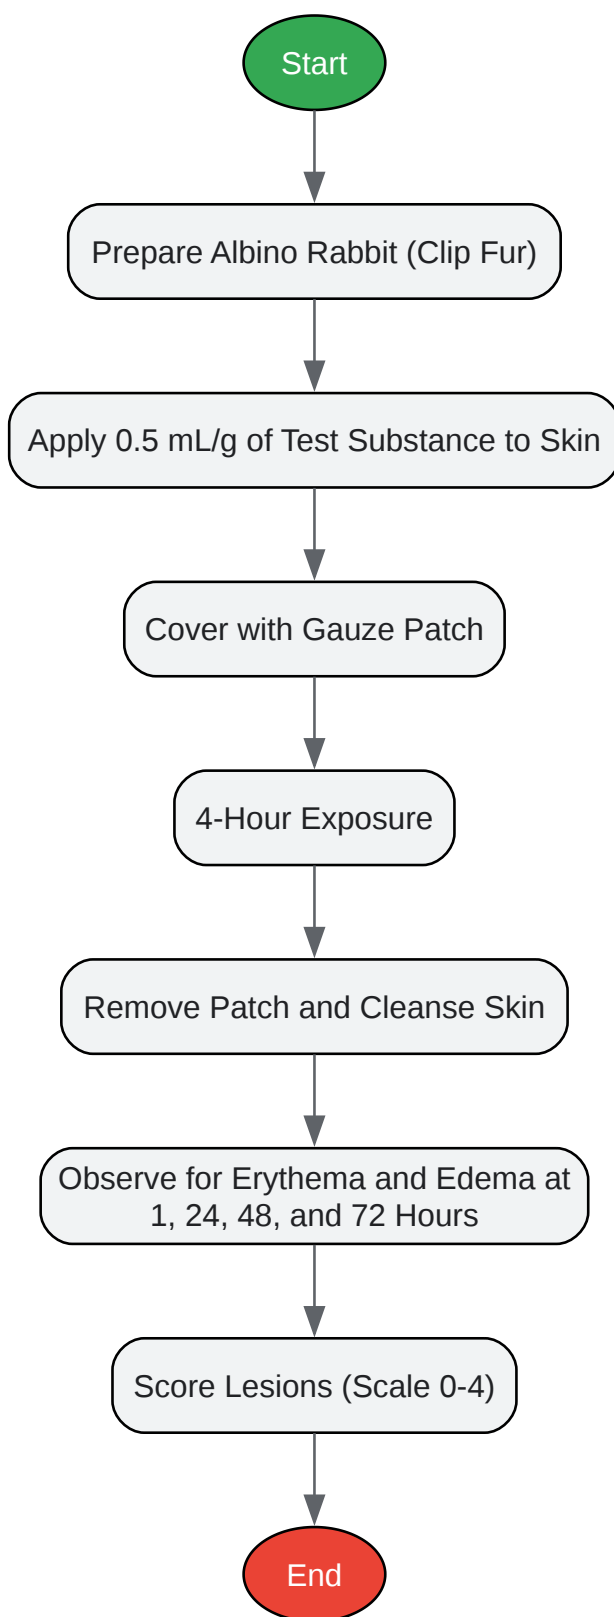 Start
Prepare Albino Rabbit (Clip Fur)
Apply 0.5 mL/g of Test Substance to Skin
Cover with Gauze Patch
4-Hour Exposure
Remove Patch and Cleanse Skin
Observe for Erythema and Edema at
1, 24, 48, and 72 Hours
Score Lesions (Scale 0-4)
End